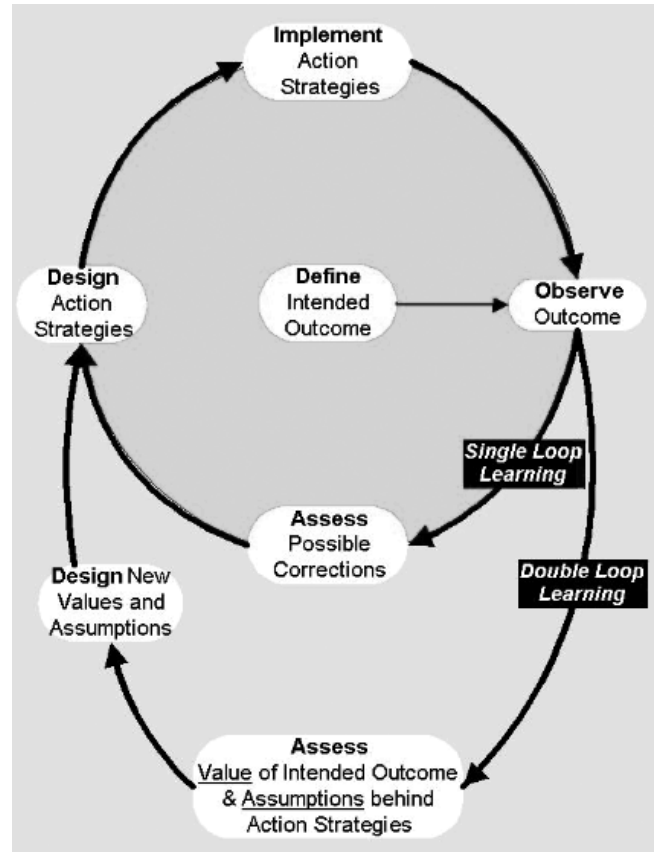 Implement
Action
Strategies
Design
Action
Strategies
Define
Intended
Outcome
Observe
Outcome
Single Loop
Learning
Assess
Possible
Corrections
Double Loop
Learning
Design New
Values and
Assumptions
Assess
Value of Intended Outcome
& Assumptions behind
Action Strategies